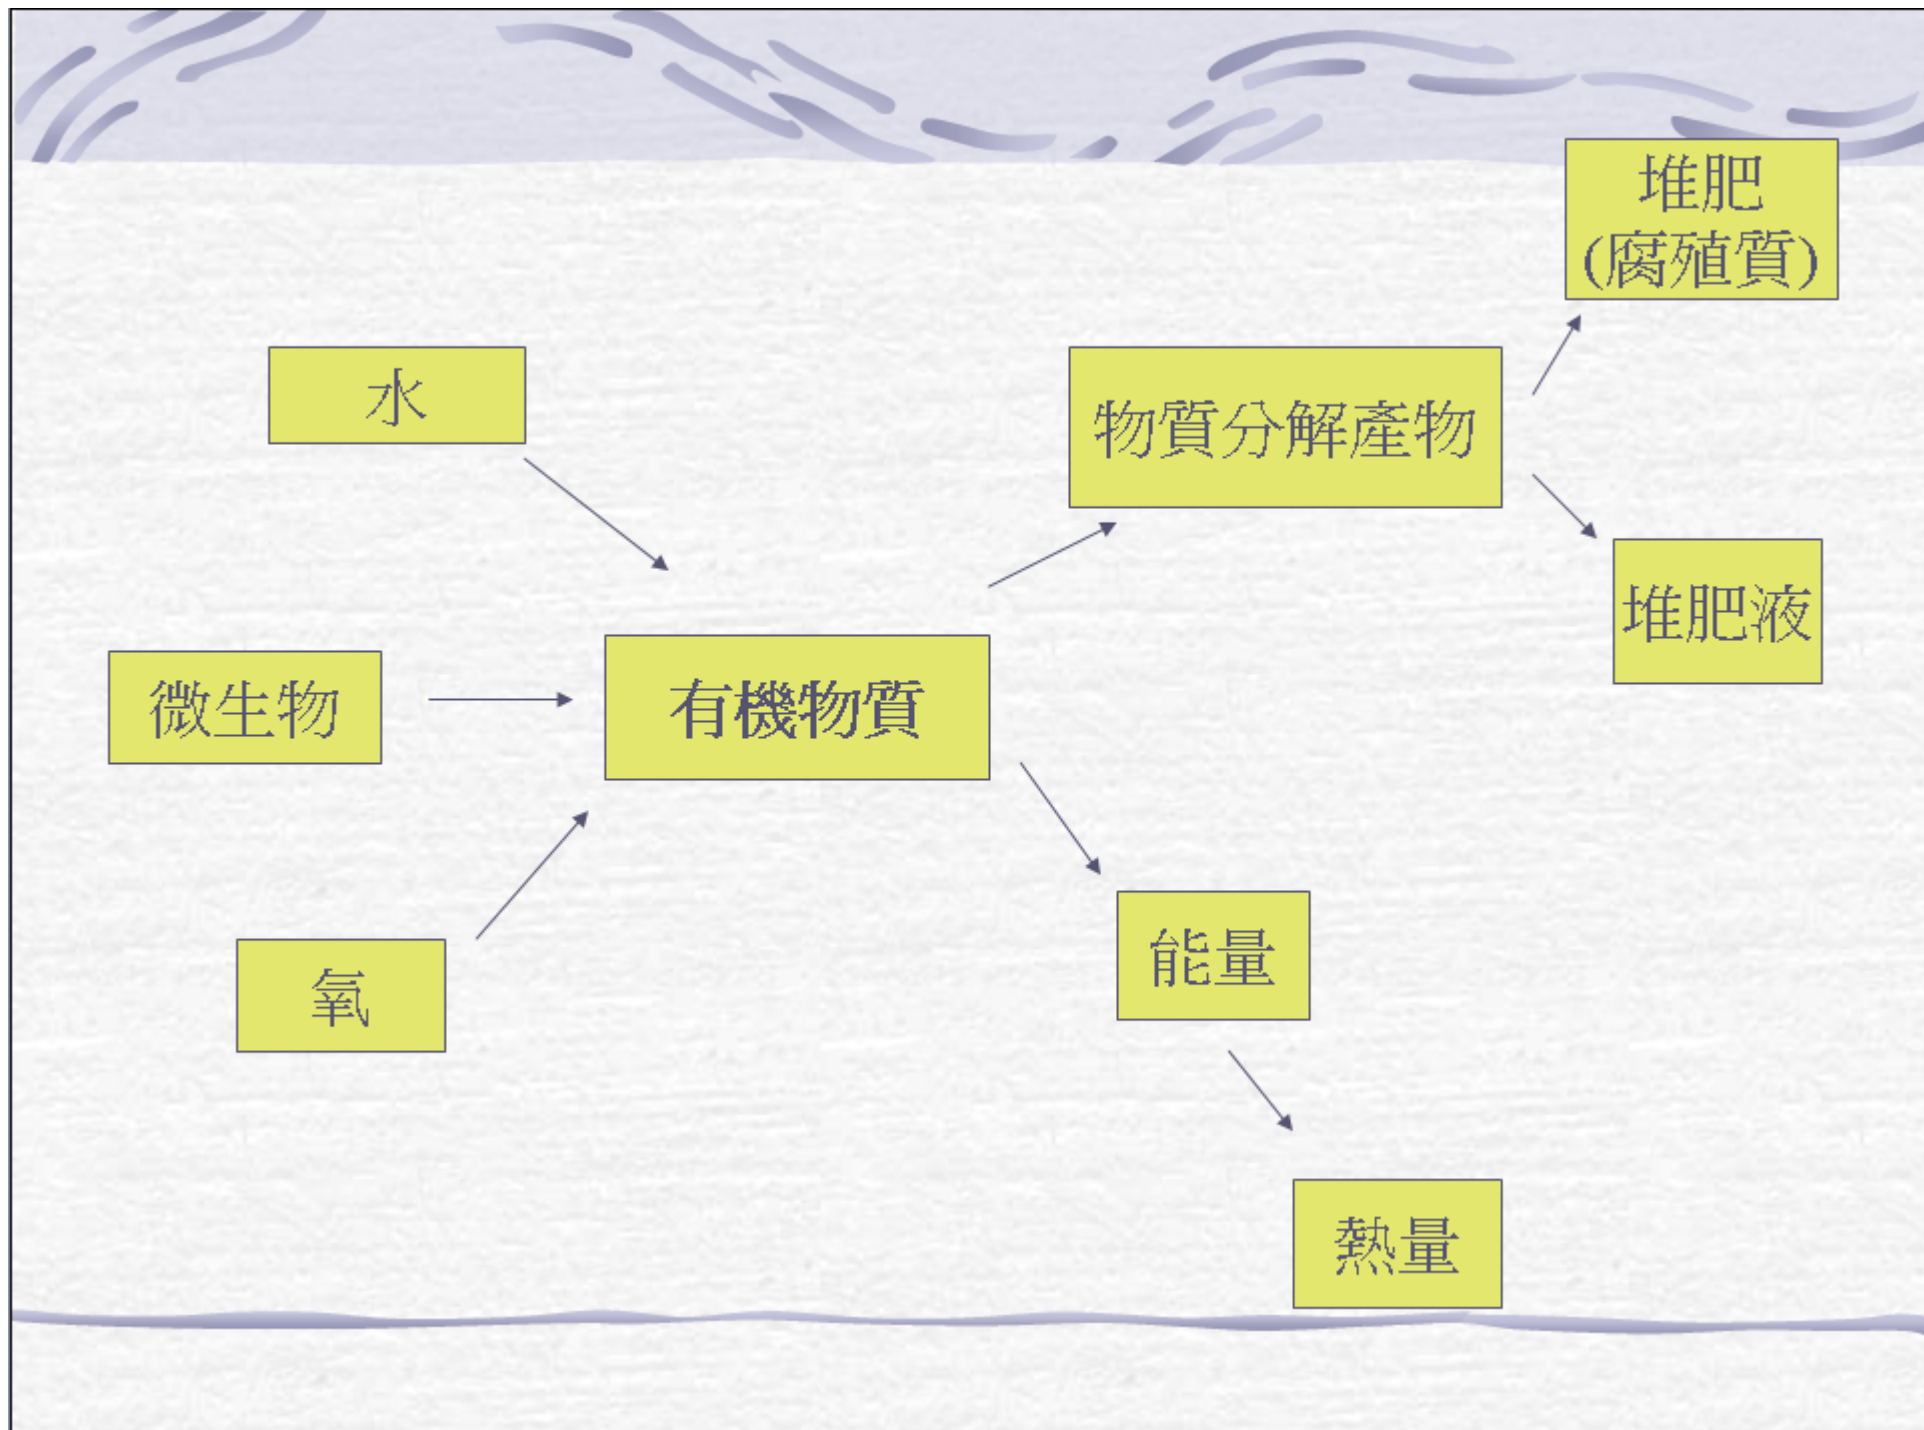 堆肥
(腐殖質)
水
物質分解產物
堆肥液
微生物
有機物質
氧
能量
熱量